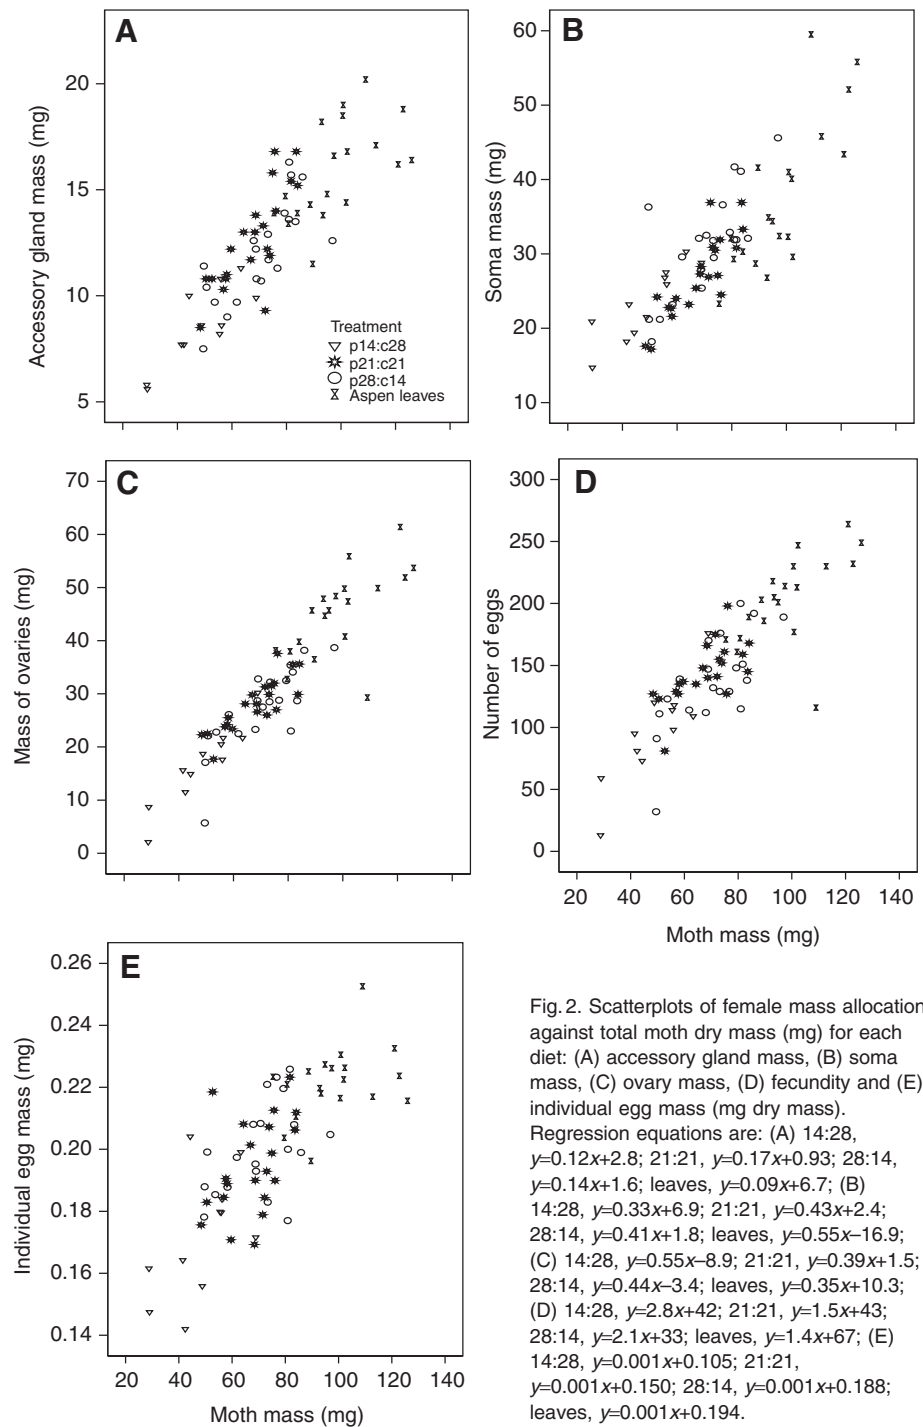 A
Accessory gland mass (mg)
20
15
10
5
Treatment
p14:c28
p21:c21
p28:c14
Aspen leaves
B
Soma mass (mg)
60
50
40
30
20
10
C
Mass of ovaries (mg)
70
60
50
40
30
20
10
0
D
Number of eggs
300
250
200
150
100
50
0
20 40 60 80 100 120 140
Moth mass (mg)
E
Individual egg mass (mg)
0.26
0.24
0.22
0.20
0.18
0.16
0.14
20 40 60 80 100 120 140
Moth mass (mg)
Fig. 2. Scatterplots of female mass allocation
against total moth dry mass (mg) for each
diet: (A) accessory gland mass, (B) soma
mass, (C) ovary mass, (D) fecundity and (E)
individual egg mass (mg dry mass).
Regression equations are: (A) 14:28,
y=0.12x+2.8; 21:21, y=0.17x+0.93; 28:14,
y=0.14x+1.6; leaves, y=0.09x+6.7; (B)
14:28, y=0.33x+6.9; 21:21, y=0.43x+2.4;
28:14, y=0.41x+1.8; leaves, y=0.55x–16.9;
(C) 14:28, y=0.55x–8.9; 21:21, y=0.39x+1.5;
28:14, y=0.44x–3.4; leaves, y=0.35x+10.3;
(D) 14:28, y=2.8x+42; 21:21, y=1.5x+43;
28:14, y=2.1x+33; leaves, y=1.4x+67; (E)
14:28, y=0.001x+0.105; 21:21,
y=0.001x+0.150; 28:14, y=0.001x+0.188;
leaves, y=0.001x+0.194.